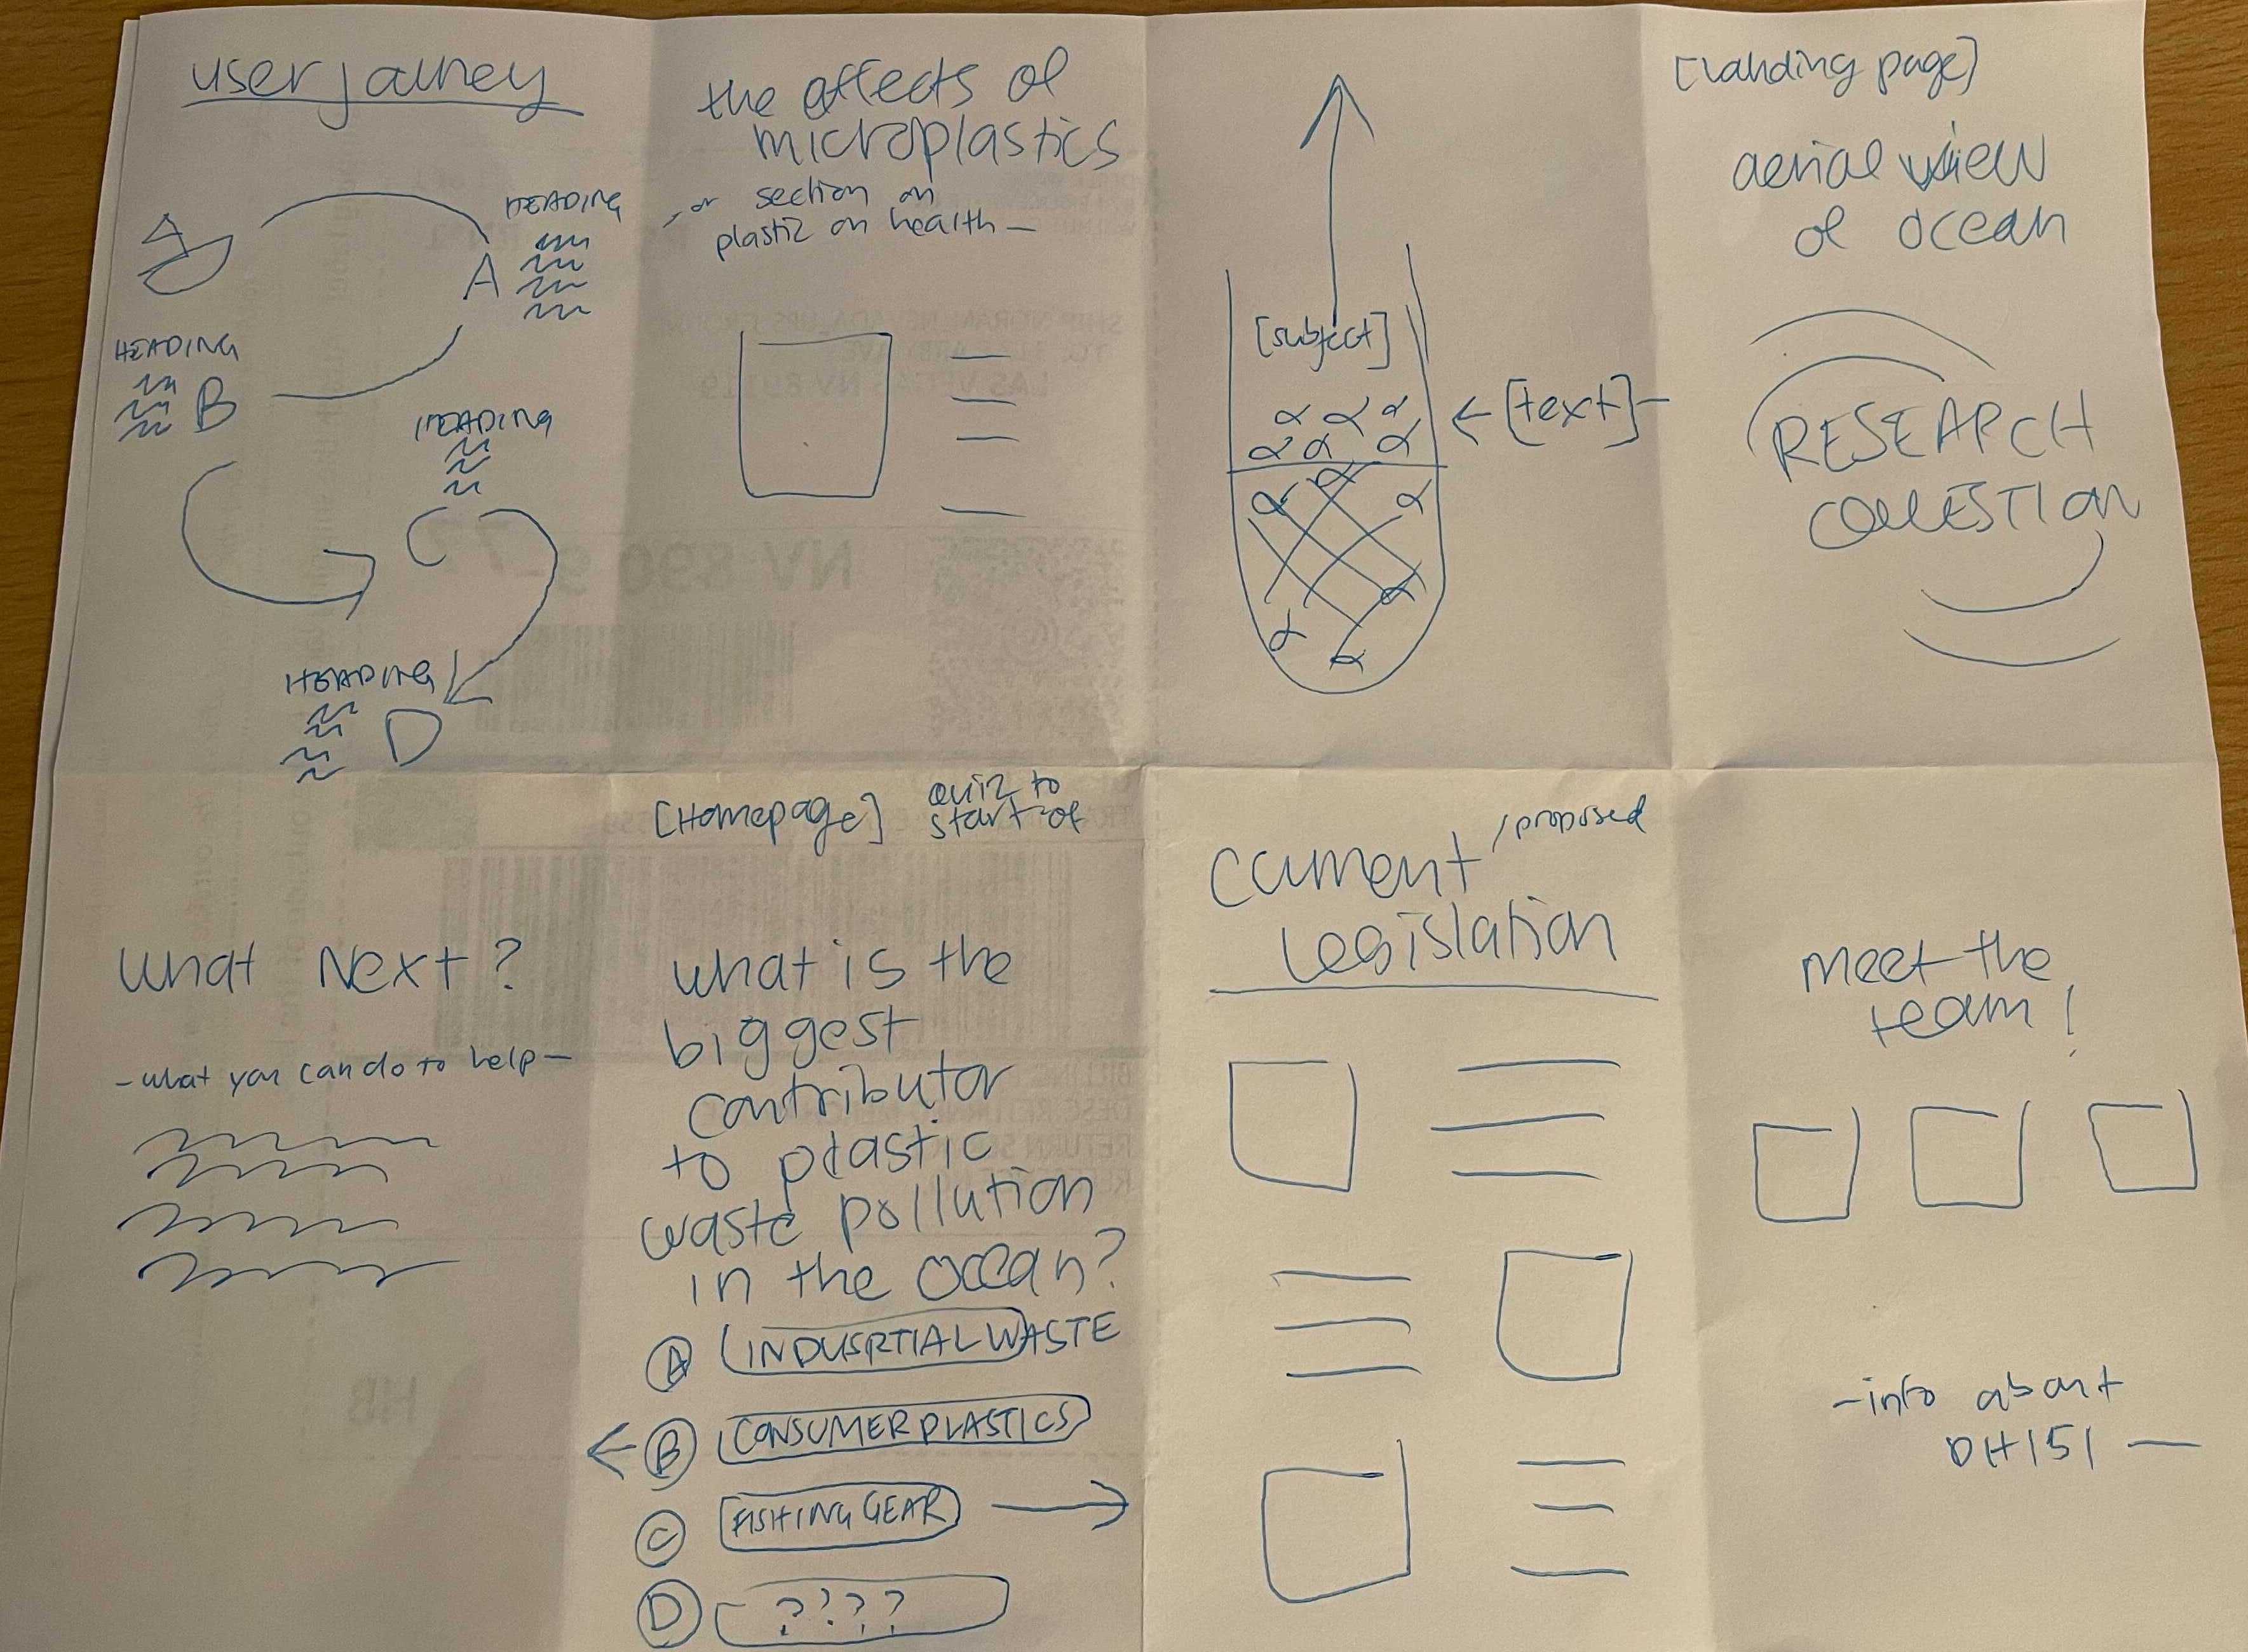 user journey
HEADING
A
HEADING
B
HEADING
C
HEADING
D
the effects of
microplastics
- or section on
plastic on health -
[subject]
← [text] -
[Landing page]
aerial view
of ocean
RESEARCH
QUESTION
What Next?
- what you can do to help -
[Homepage]
quiz to
start of
what is the
biggest
contributor
to plastic
waste pollution
in the ocean?
A INDUSRTIAL WASTE
← B CONSUMER PLASTICS
C FISHING GEAR →
D ????
current / proposed
Legislation
meet the
team!
- info about
DH151 -